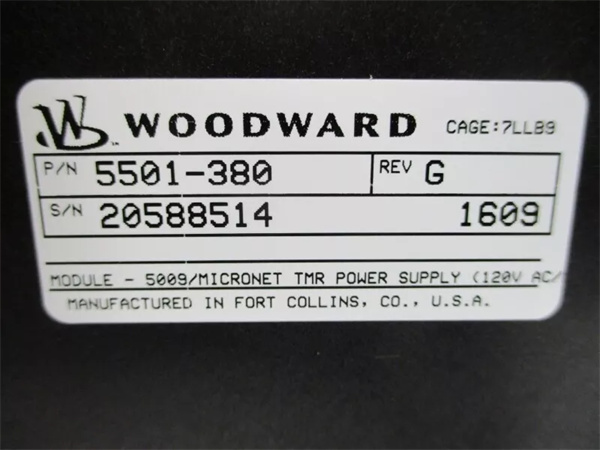 W ™ WOODWARD CAGE:7LL89
P/N 5501-380 REV G
S/N 20588514 1609
MODULE - 5009/MICRONET TMR POWER SUPPLY (120V AC/
MANUFACTURED IN FORT COLLINS, CO., U.S.A.